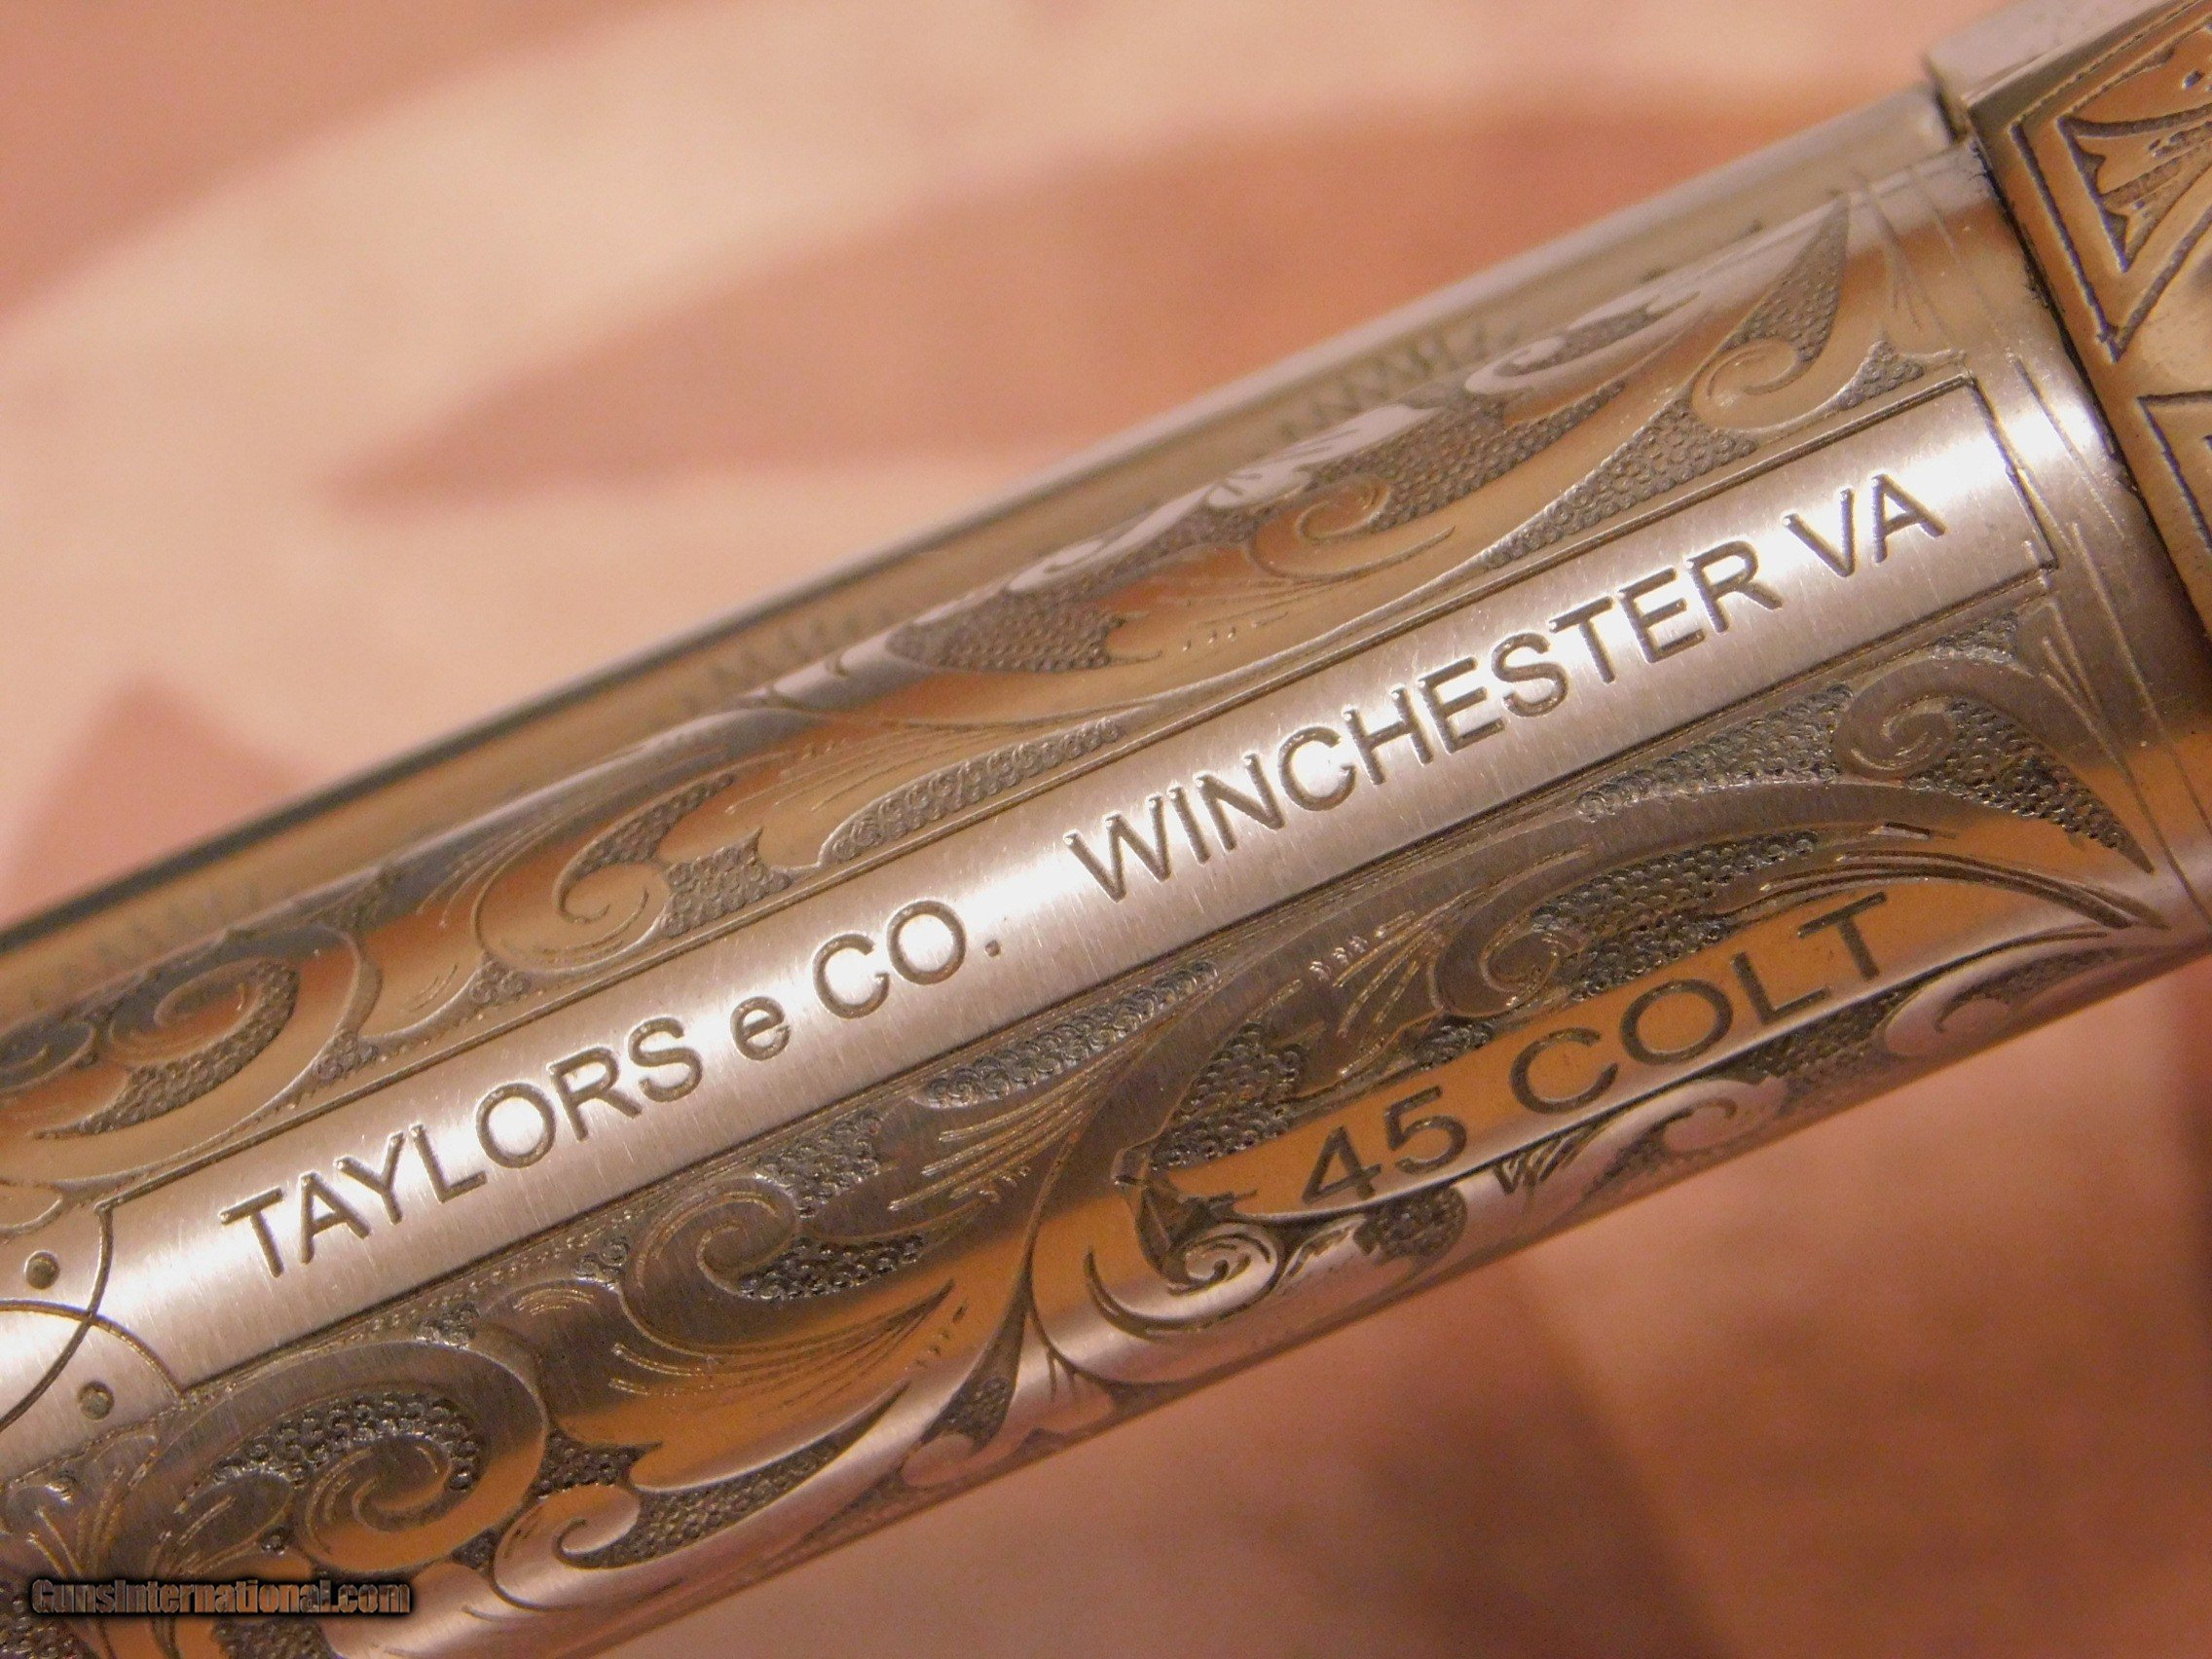 TAYLORS e CO. WINCHESTER VA
45 COLT
GunsInternational.com